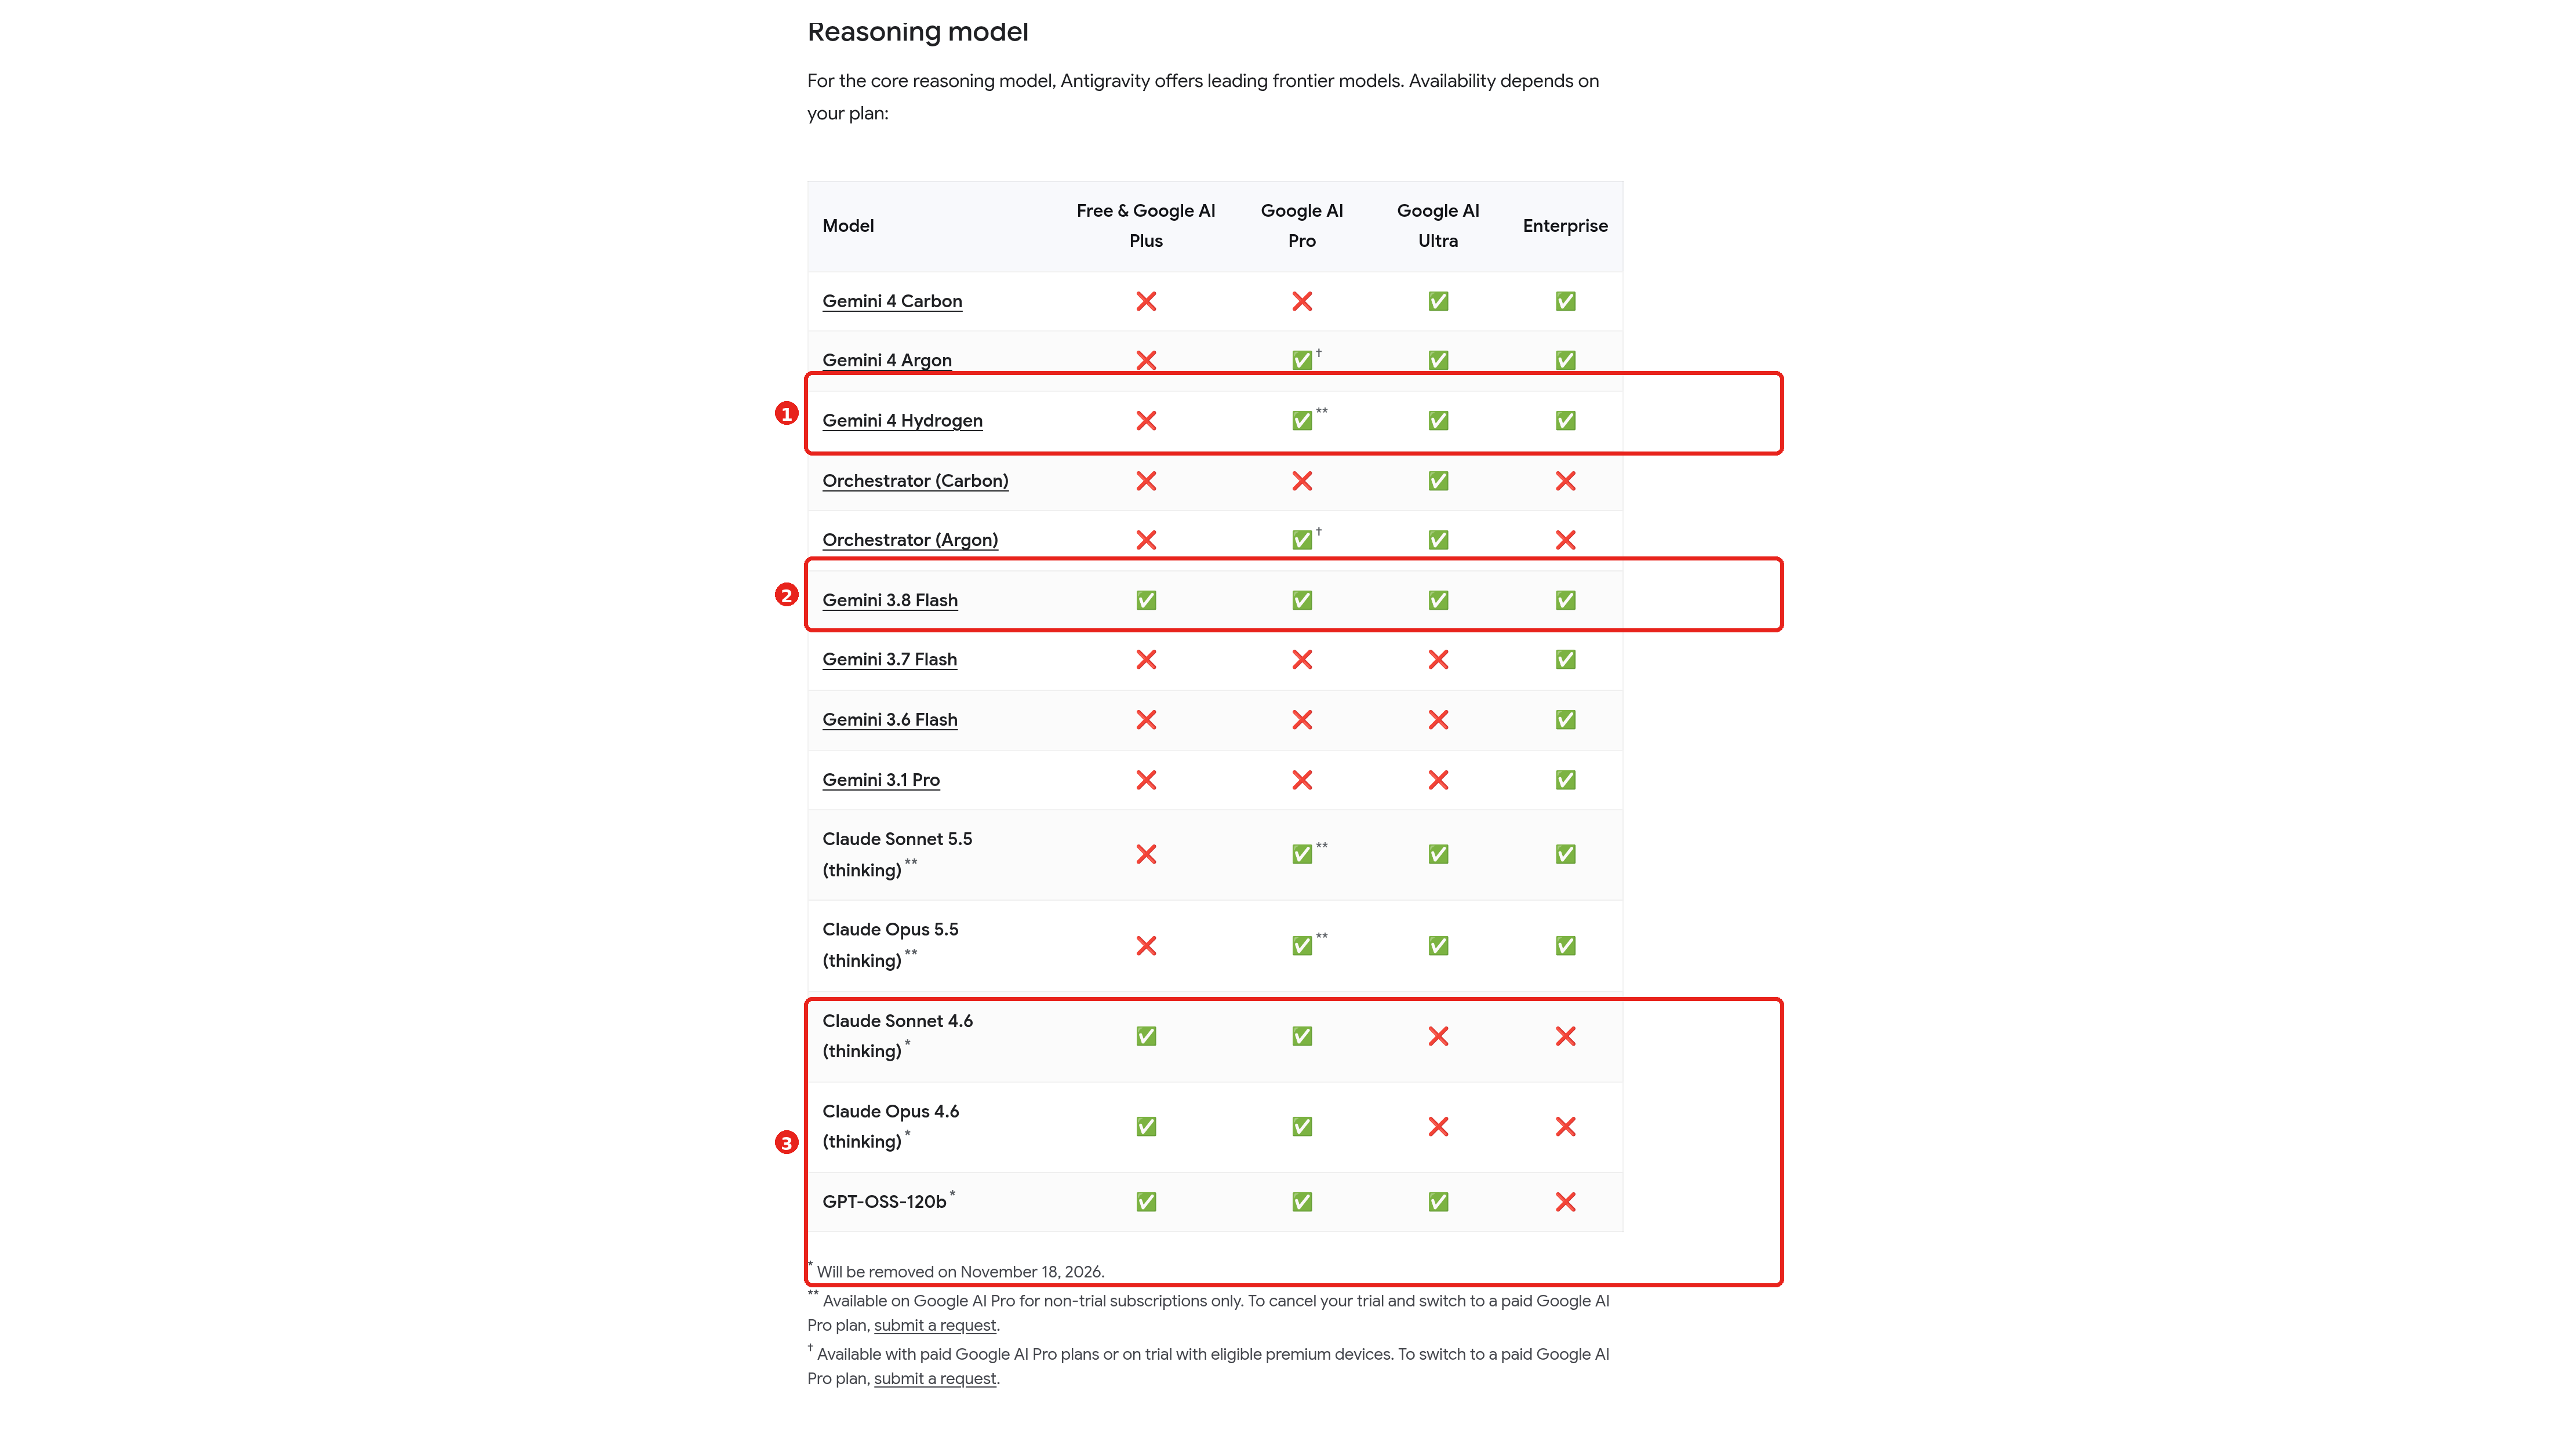 Reasoning model
For the core reasoning model, Antigravity offers leading frontier models. Availability depends on
your plan:
Model Free & Google AI Plus Google AI Pro Google AI Ultra Enterprise
Gemini 4 Carbon ❌ ❌ ✅ ✅
Gemini 4 Argon ❌ ✅ † ✅ ✅
1 Gemini 4 Hydrogen ❌ ✅ ** ✅ ✅
Orchestrator (Carbon) ❌ ❌ ✅ ❌
Orchestrator (Argon) ❌ ✅ † ✅ ❌
2 Gemini 3.8 Flash ✅ ✅ ✅ ✅
Gemini 3.7 Flash ❌ ❌ ❌ ✅
Gemini 3.6 Flash ❌ ❌ ❌ ✅
Gemini 3.1 Pro ❌ ❌ ❌ ✅
Claude Sonnet 5.5
(thinking) ** ❌ ✅ ** ✅ ✅
Claude Opus 5.5
(thinking) ** ❌ ✅ ** ✅ ✅
Claude Sonnet 4.6
(thinking) * ✅ ✅ ❌ ❌
Claude Opus 4.6
3 (thinking) * ✅ ✅ ❌ ❌
GPT-OSS-120b * ✅ ✅ ✅ ❌
* Will be removed on November 18, 2026.
** Available on Google AI Pro for non-trial subscriptions only. To cancel your trial and switch to a paid Google AI
Pro plan, submit a request.
† Available with paid Google AI Pro plans or on trial with eligible premium devices. To switch to a paid Google AI
Pro plan, submit a request.